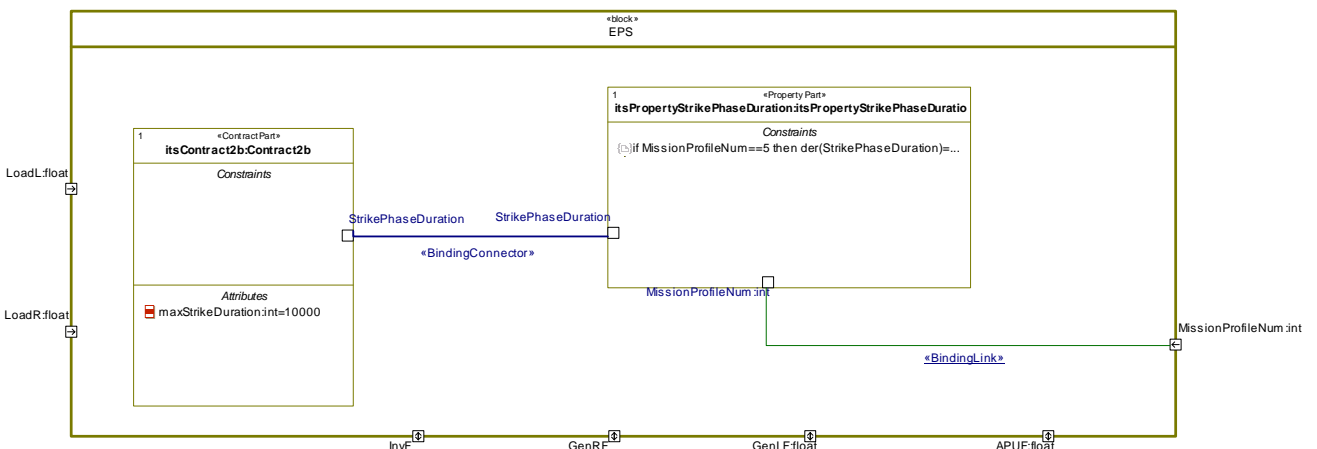 «block»
EPS
1
«Property Part»
itsPropertyStrikePhaseDuration:itsPropertyStrikePhaseDuratio
Constraints
if MissionProfileNum==5 then der(StrikePhaseDuration)=...
1
«ContractPart»
itsContract2b:Contract2b
Constraints
LoadL:float
StrikePhaseDuration
StrikePhaseDuration
«BindingConnector»
Attributes
maxStrikeDuration:int=10000
MissionProfileNum:int
LoadR:float
MissionProfileNum:int
«BindingLink»
InvF
GenRF
GenLF:float
APUF:float